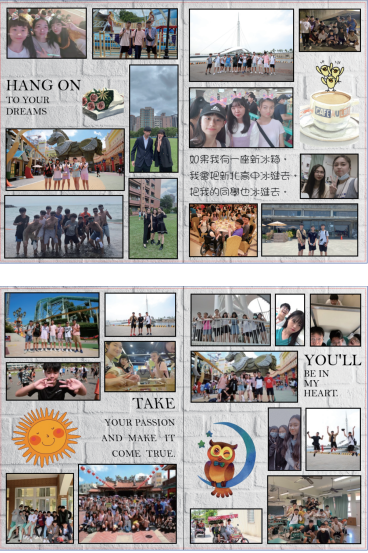 HANG ON
TO YOUR
DREAMS
如果我有一座新冰箱，
我會把新北高中冰進去，
把我的同學也冰進去。
TAKE
YOUR PASSION
AND MAKE IT
COME TRUE.
YOU'LL
BE IN
MY
HEART.